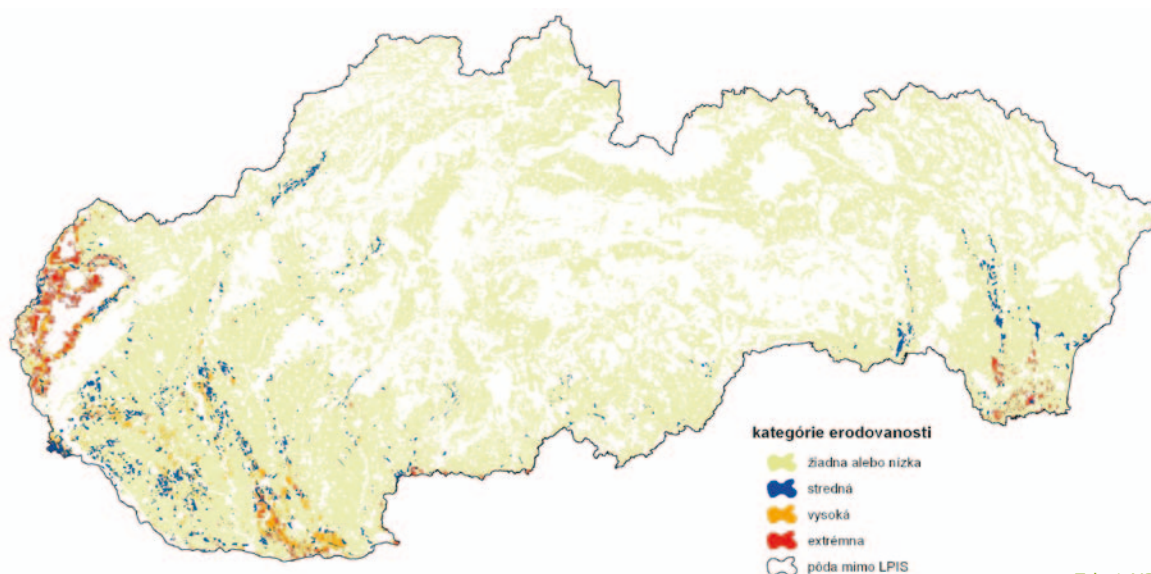 kategórie erodovanosti
žiadna alebo nízka
stredná
vysoká
extrémna
pôda mimo LPIS